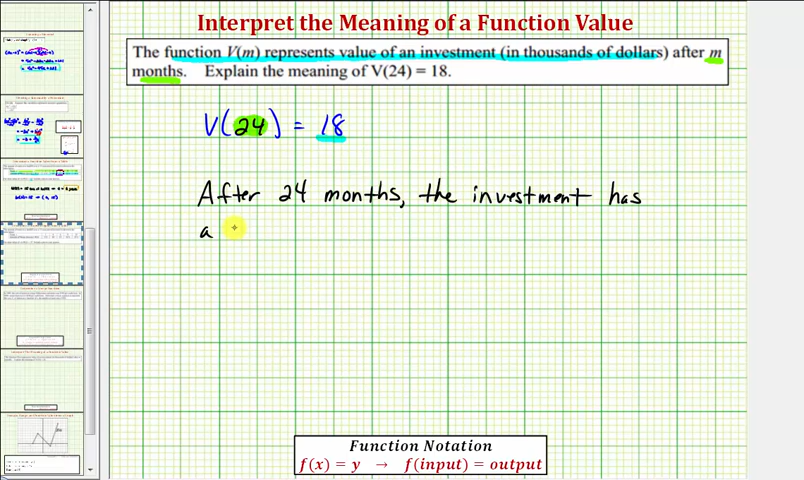 Interpret the Meaning of a Function Value
The function V(m) represents value of an investment (in thousands of dollars) after m
months. Explain the meaning of V(24) = 18.
V(24) = 18
After 24 months, the investment has
a
Function Notation
f(x) = y → f(input) = output